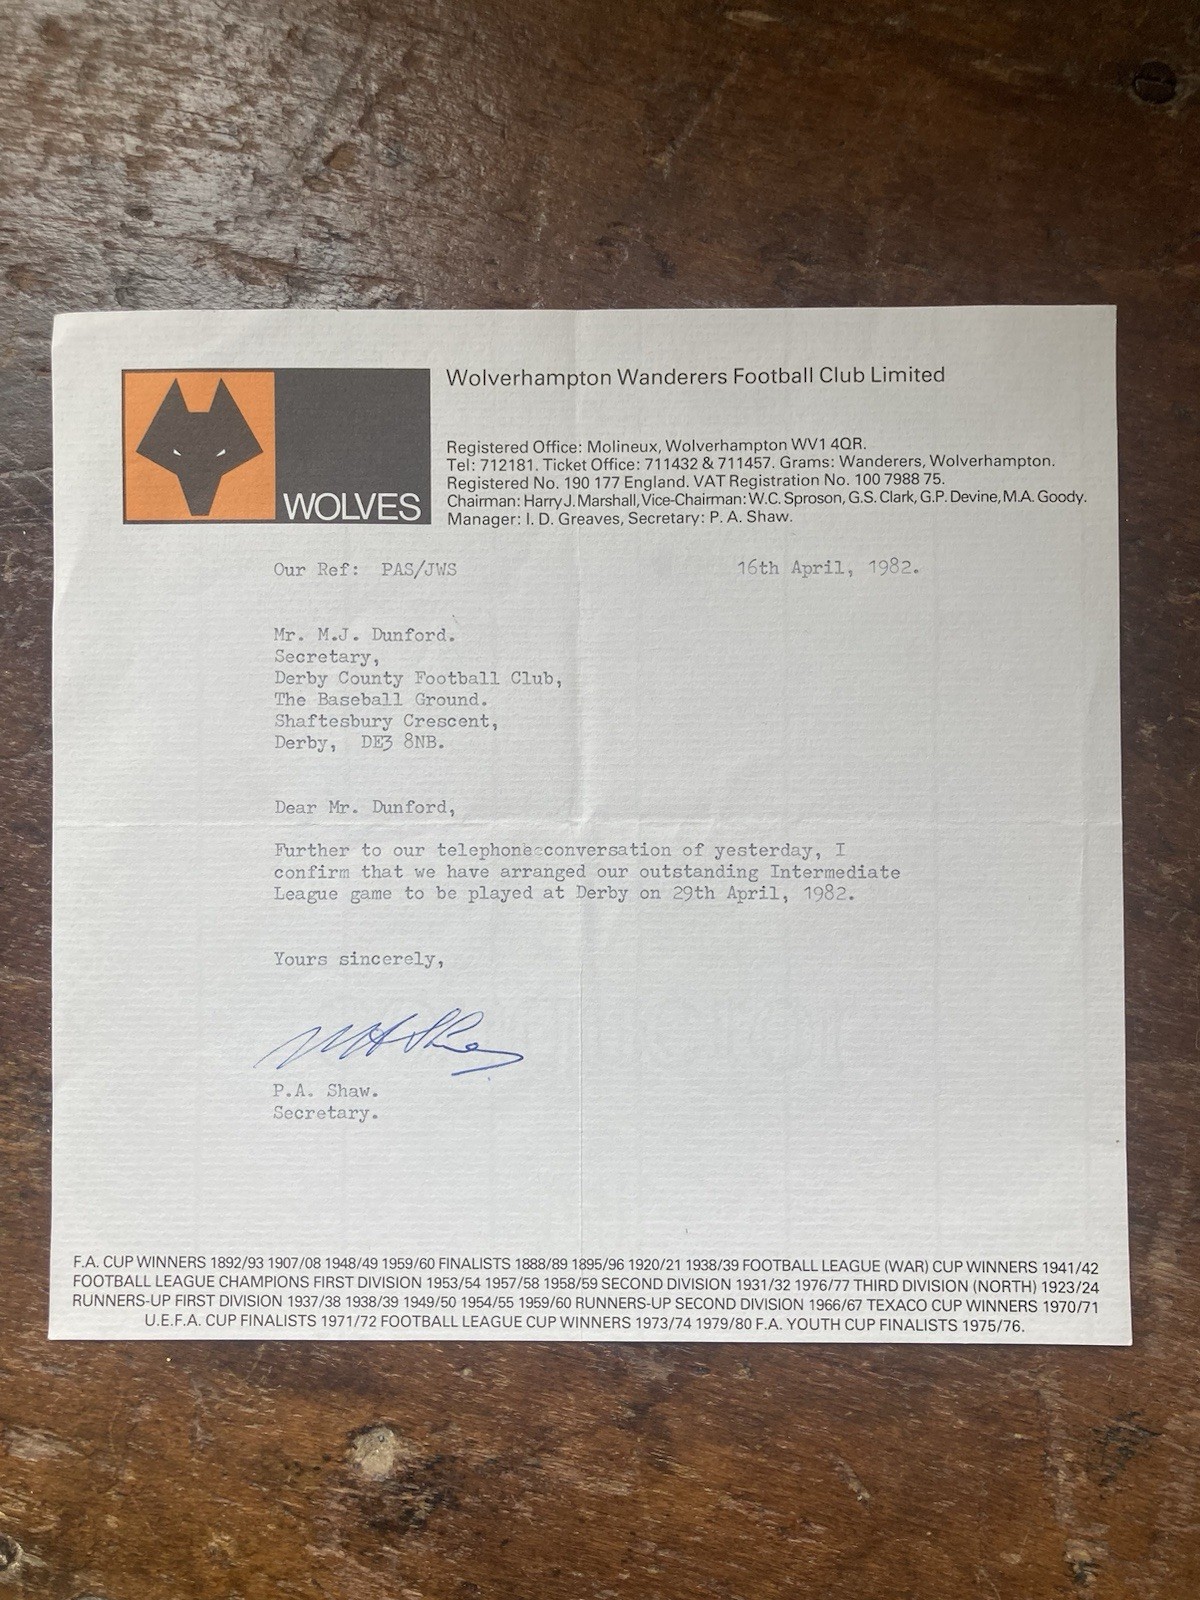 WOLVES
Wolverhampton Wanderers Football Club Limited
Registered Office: Molineux, Wolverhampton WV1 4QR.
Tel: 712181. Ticket Office: 711432 & 711457. Grams: Wanderers, Wolverhampton.
Registered No. 190 177 England. VAT Registration No. 100 7988 75.
Chairman: Harry J. Marshall, Vice-Chairman: W.C. Sproson, G.S. Clark, G.P. Devine, M.A. Goody.
Manager: I. D. Greaves, Secretary: P. A. Shaw.
Our Ref: PAS/JWS 16th April, 1982.
Mr. M.J. Dunford.
Secretary,
Derby County Football Club,
The Baseball Ground.
Shaftesbury Crescent,
Derby, DE3 8NB.
Dear Mr. Dunford,
Further to our telephone conversation of yesterday, I
confirm that we have arranged our outstanding Intermediate
League game to be played at Derby on 29th April, 1982.
Yours sincerely,
P.A. Shaw.
Secretary.
F.A. CUP WINNERS 1892/93 1907/08 1948/49 1959/60 FINALISTS 1888/89 1895/96 1920/21 1938/39 FOOTBALL LEAGUE (WAR) CUP WINNERS 1941/42
FOOTBALL LEAGUE CHAMPIONS FIRST DIVISION 1953/54 1957/58 1958/59 SECOND DIVISION 1931/32 1976/77 THIRD DIVISION (NORTH) 1923/24
RUNNERS-UP FIRST DIVISION 1937/38 1938/39 1949/50 1954/55 1959/60 RUNNERS-UP SECOND DIVISION 1966/67 TEXACO CUP WINNERS 1970/71
U.E.F.A. CUP FINALISTS 1971/72 FOOTBALL LEAGUE CUP WINNERS 1973/74 1979/80 F.A. YOUTH CUP FINALISTS 1975/76.